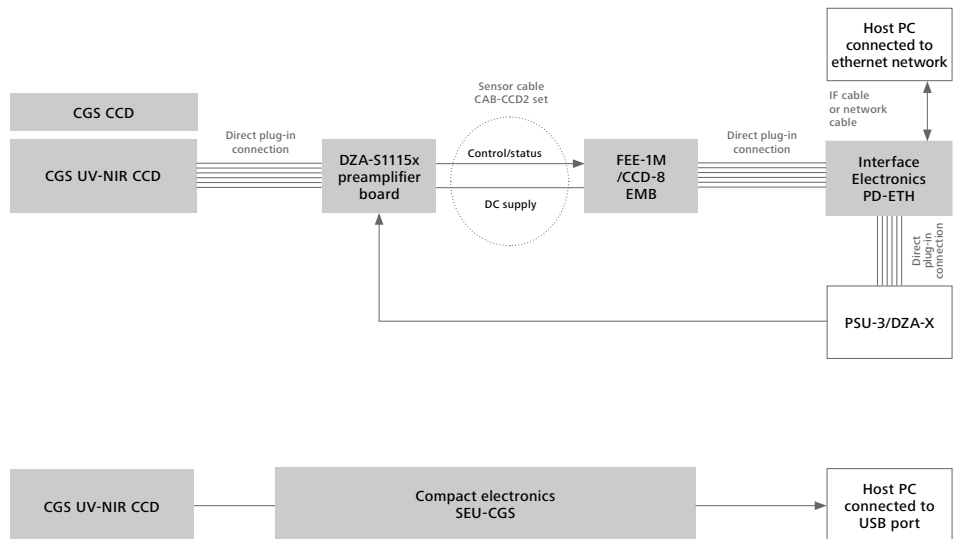 Host PC
connected to
ethernet network
Sensor cable
CAB-CCD2 set
IF cable
or network
cable
CGS CCD
Direct plug-in
connection
Direct plug-in
connection
CGS UV-NIR CCD
DZA-S1115x
preamplifier
board
Control/status
DC supply
FEE-1M
/CCD-8
EMB
Interface
Electronics
PD-ETH
Direct
plug-in
connection
PSU-3/DZA-X
CGS UV-NIR CCD
Compact electronics
SEU-CGS
Host PC
connected to
USB port